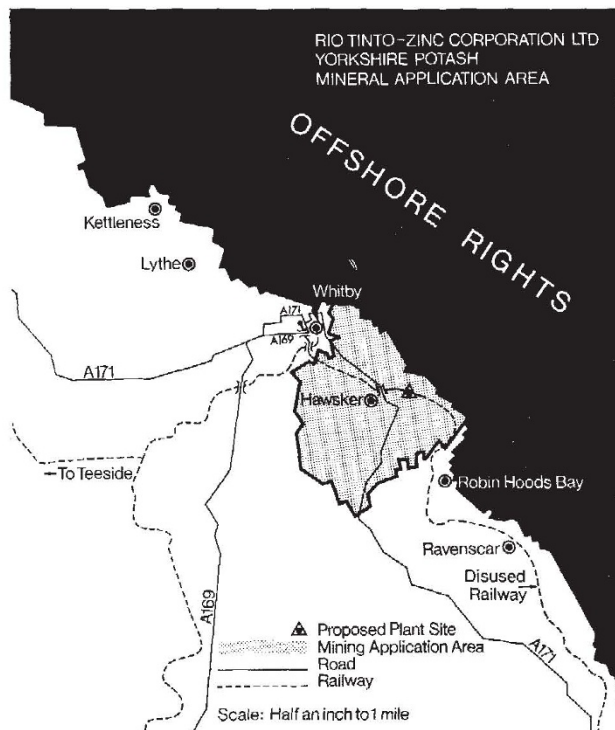 RIO TINTO-ZINC CORPORATION LTD
YORKSHIRE POTASH
MINERAL APPLICATION AREA
OFFSHORE RIGHTS
Kettleness
Lythe
Whitby
A171
A169
A171
Hawsker
To Teeside
Robin Hoods Bay
Ravenscar
Disused
Railway
A169
A171
Proposed Plant Site
Mining Application Area
Road
Railway
Scale: Half an inch to 1 mile